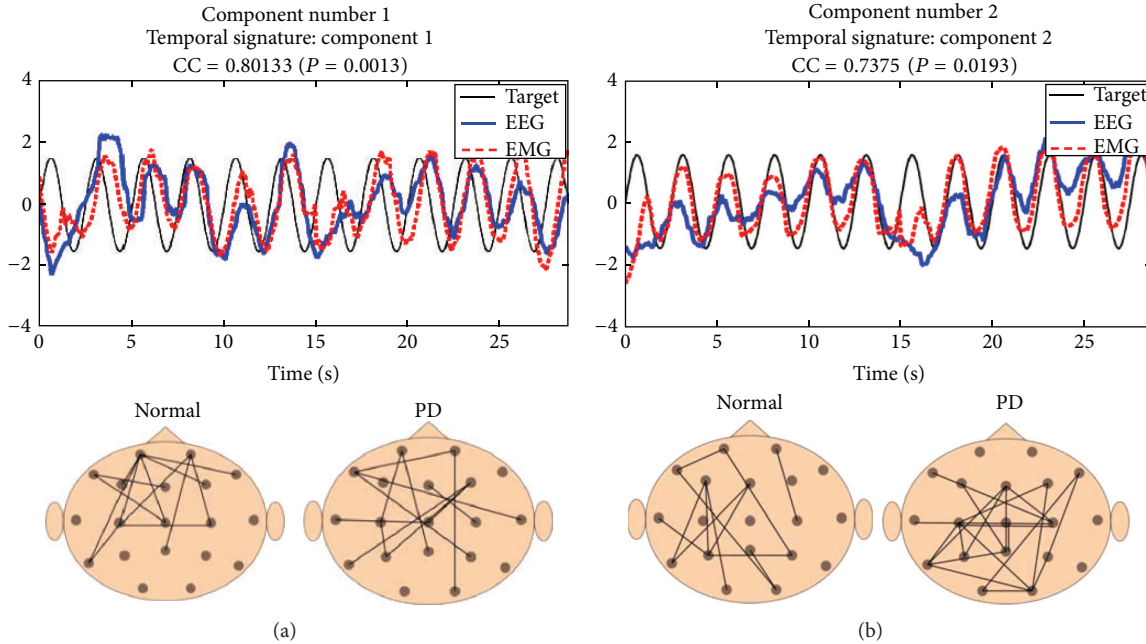 Component number 1
Temporal signature: component 1
CC = 0.80133 (P = 0.0013)
4
2
0
−2
−4
Target
EEG
EMG
0
5
10
15
20
25
Time (s)
Normal
PD
(a)
Component number 2
Temporal signature: component 2
CC = 0.7375 (P = 0.0193)
4
2
0
−2
−4
Target
EEG
EMG
0
5
10
15
20
25
Time (s)
Normal
PD
(b)